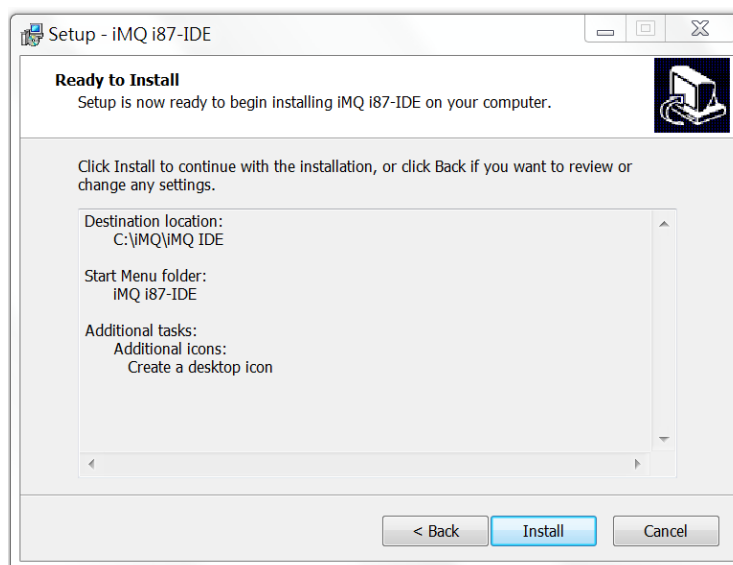 Setup - iMQ i87-IDE
Ready to Install
Setup is now ready to begin installing iMQ i87-IDE on your computer.
Click Install to continue with the installation, or click Back if you want to review or
change any settings.
Destination location:
C:\iMQ\iMQ IDE
Start Menu folder:
iMQ i87-IDE
Additional tasks:
Additional icons:
Create a desktop icon
< Back
Install
Cancel